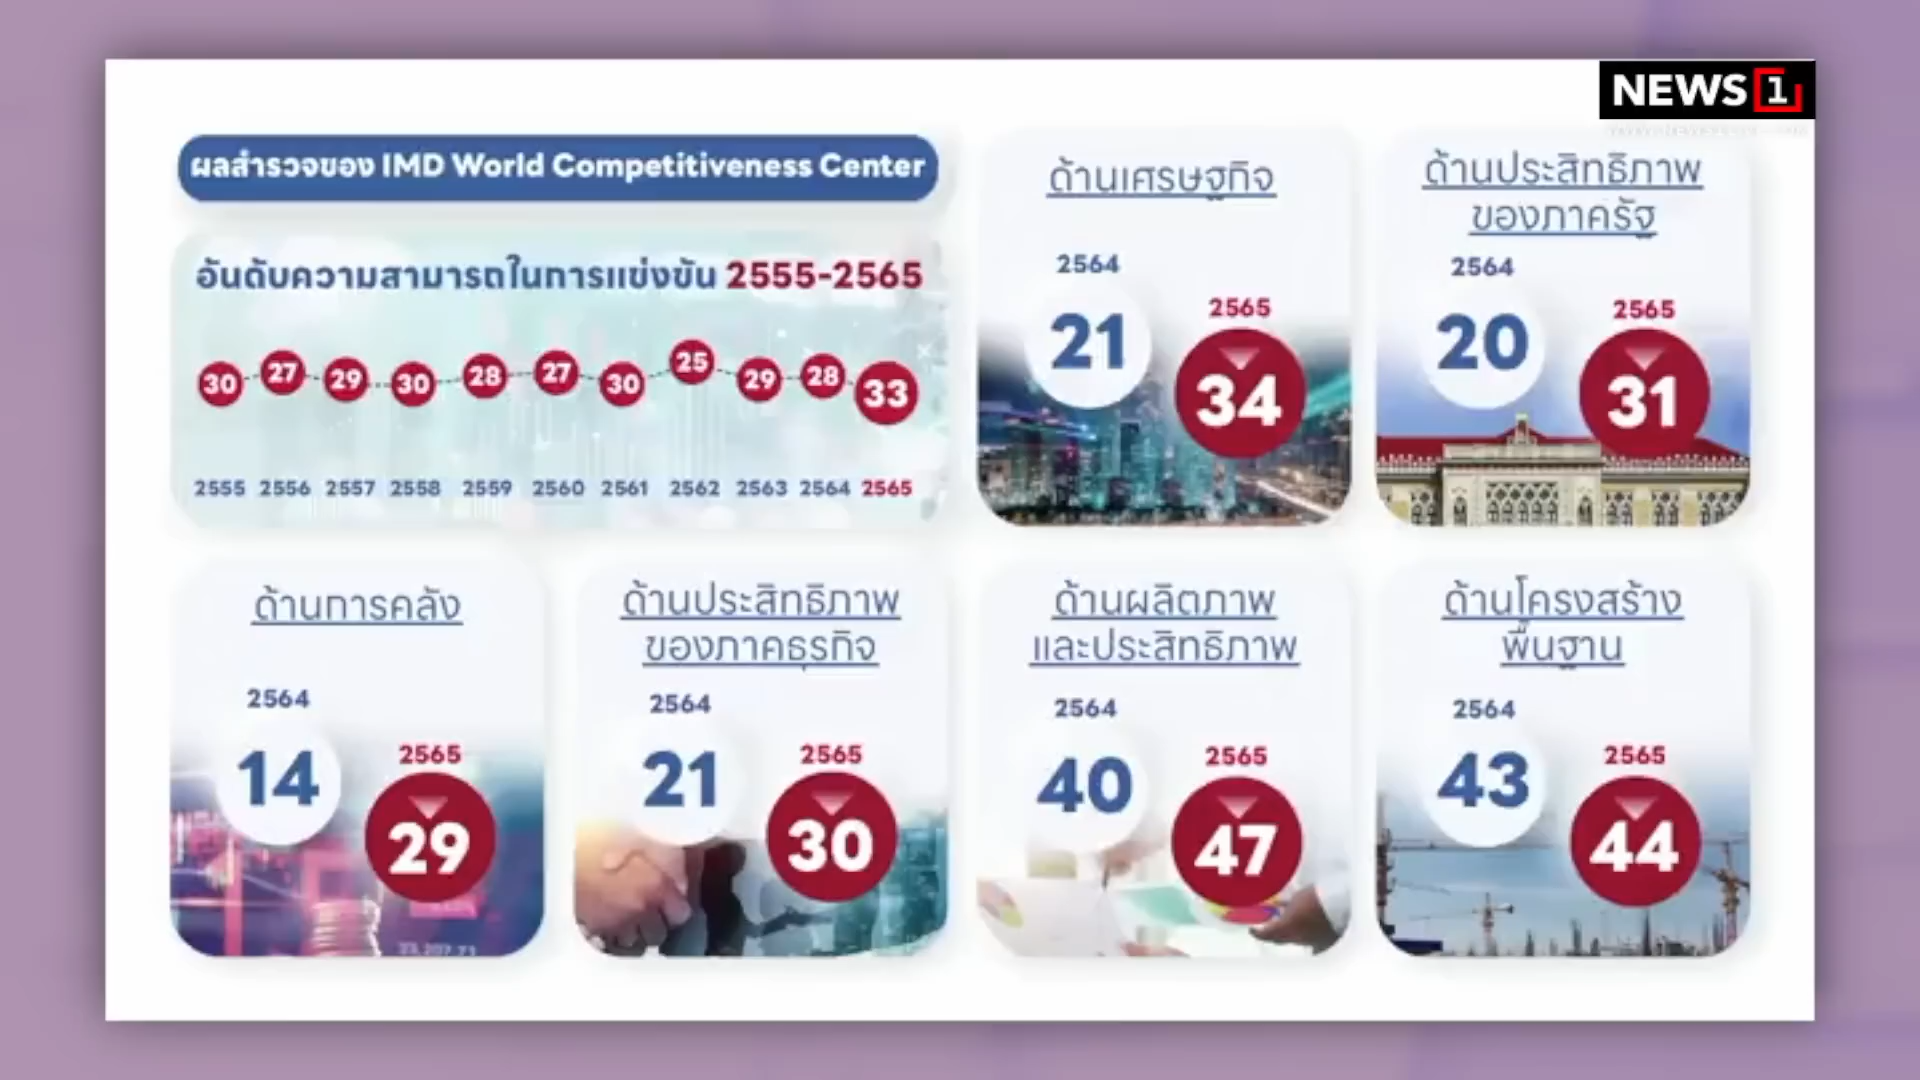 NEWS 1
ผลสำรวจของ IMD World Competitiveness Center
อันดับความสามารถในการแข่งขัน 2555-2565
30 27 29 30 28 27 30 25 29 28 33
2555 2556 2557 2558 2559 2560 2561 2562 2563 2564 2565
ด้านเศรษฐกิจ
2564
2565
21
34
ด้านประสิทธิภาพ
ของภาครัฐ
2564
2565
20
31
ด้านการคลัง
2564
2565
14
29
ด้านประสิทธิภาพ
ของภาคธุรกิจ
2564
2565
21
30
ด้านผลิตภาพ
และประสิทธิภาพ
2564
2565
40
47
ด้านโครงสร้าง
พื้นฐาน
2564
2565
43
44